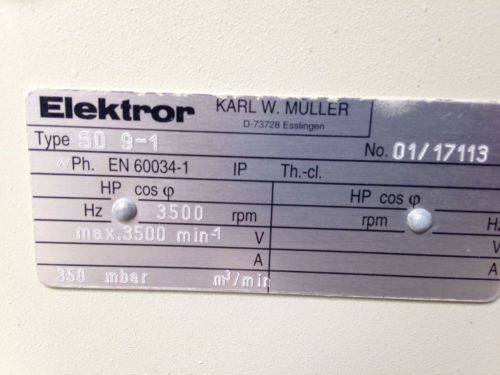 Elektror KARL W. MÜLLER
D-73728 Esslingen
Type SD 9-1 No. 01/17113
~Ph. EN 60034-1 IP Th.-cl.
HP cos φ HP cos φ
Hz 3500 rpm rpm Hz
max.3500 min-1 V V
A A
350 mbar m³/min